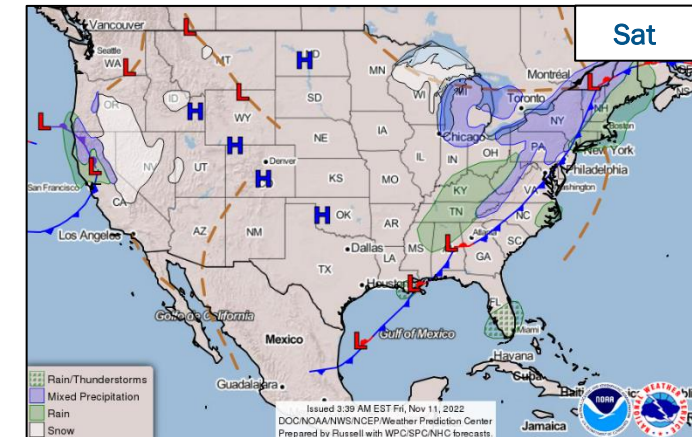 Sat
Vancouver
Seattle
WA
L
L
MT
ND
H
MN
Montréal
L
OR
ID
H
L
WY
SD
WI
MI
Toronto
NH
NY
Boston
L
NV
UT
H
Denver
H
NE
IA
Chicago
IL
IN
OH
PA
New York
Philadelphia
Washington
San Francisco
L
CA
KS
MO
KY
VA
Los Angeles
AZ
NM
H
OK
AR
TN
NC
L
Atlanta
SC
Dallas
MS
GA
TX
LA
Houston
L
FL
Miami
Golfo de California
L
Gulf of Mexico
Mexico
Havana
Cuba
Guadalajara
Jamaica
Rain/Thunderstorms
Mixed Precipitation
Rain
Snow
Issued 3:39 AM EST Fri, Nov 11, 2022
DOC/NOAA/NWS/NCEP/Weather Prediction Center
Prepared by Russell with WPC/SPC/NHC forecasts.
NOAA